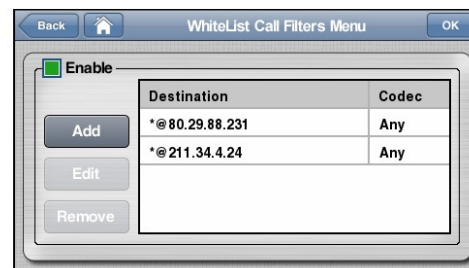 Back WhiteList Call Filters Menu OK
Enable
Destination Codec
Add
*@80.29.88.231 Any
*@211.34.4.24 Any
Edit
Remove